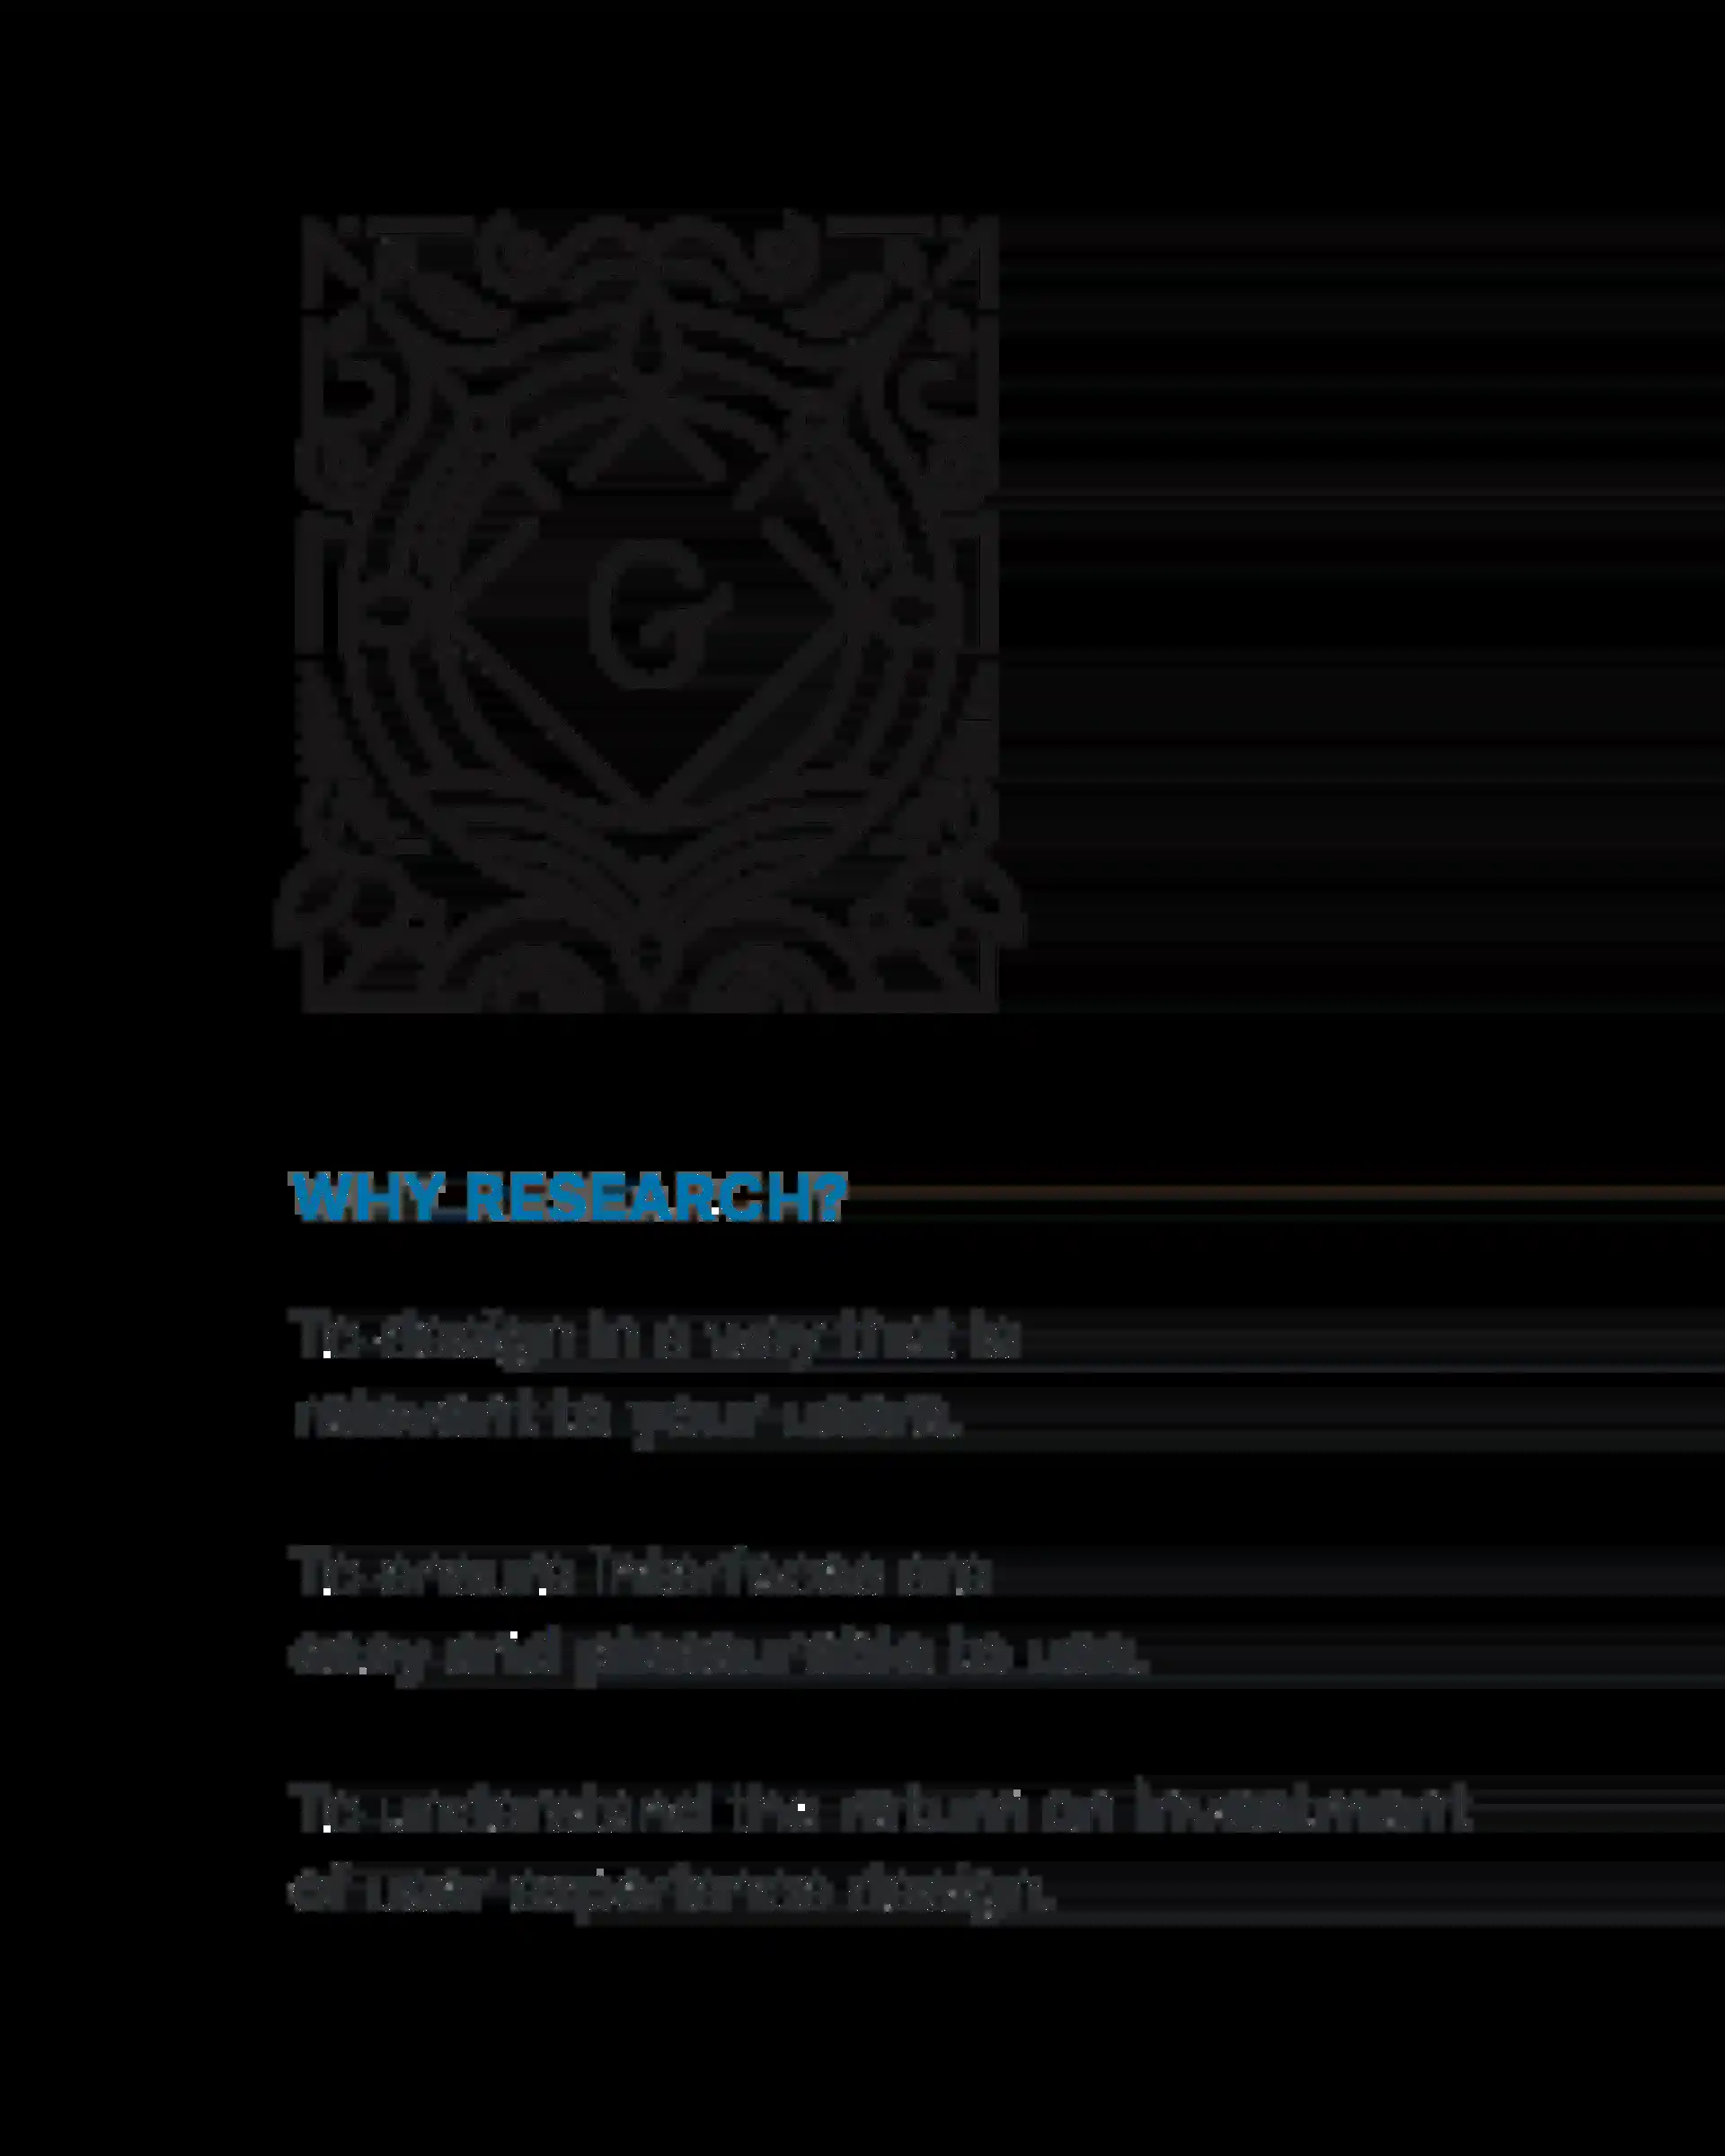 G
WHY RESEARCH?
To design in a way that is
relevant to your users.
To ensure interfaces are
easy and pleasurable to use.
To understand the return on investment
of user experience design.